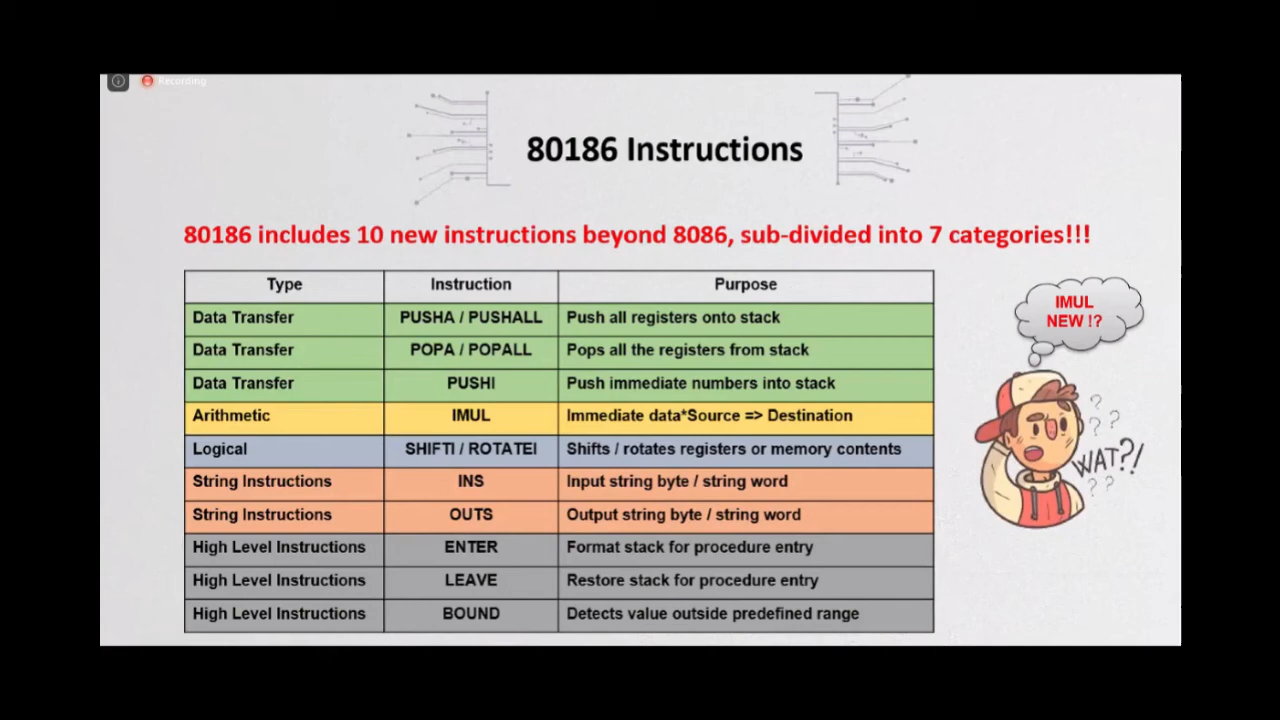 Recording
80186 Instructions
80186 includes 10 new instructions beyond 8086, sub-divided into 7 categories!!!
Type Instruction Purpose
Data Transfer PUSHA / PUSHALL Push all registers onto stack
Data Transfer POPA / POPALL Pops all the registers from stack
Data Transfer PUSHI Push immediate numbers into stack
Arithmetic IMUL Immediate data*Source => Destination
Logical SHIFTI / ROTATEI Shifts / rotates registers or memory contents
String Instructions INS Input string byte / string word
String Instructions OUTS Output string byte / string word
High Level Instructions ENTER Format stack for procedure entry
High Level Instructions LEAVE Restore stack for procedure entry
High Level Instructions BOUND Detects value outside predefined range
IMUL
NEW !?
? ? ? ?
WAT?!
? ?